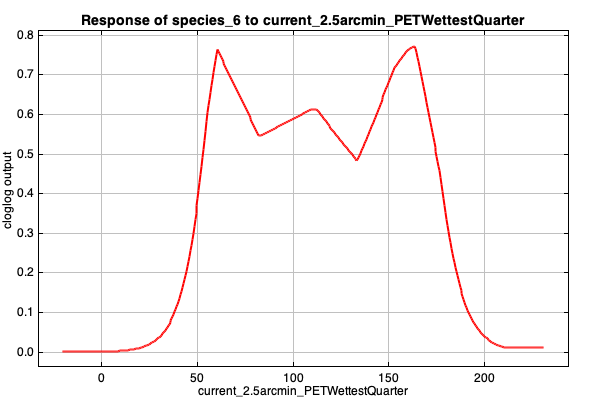 Response of species_6 to current_2.5arcmin_PETWettestQuarter
0.8
0.7
0.6
0.5
0.4
0.3
0.2
0.1
0.0
cloglog output
0 50 100 150 200
current_2.5arcmin_PETWettestQuarter